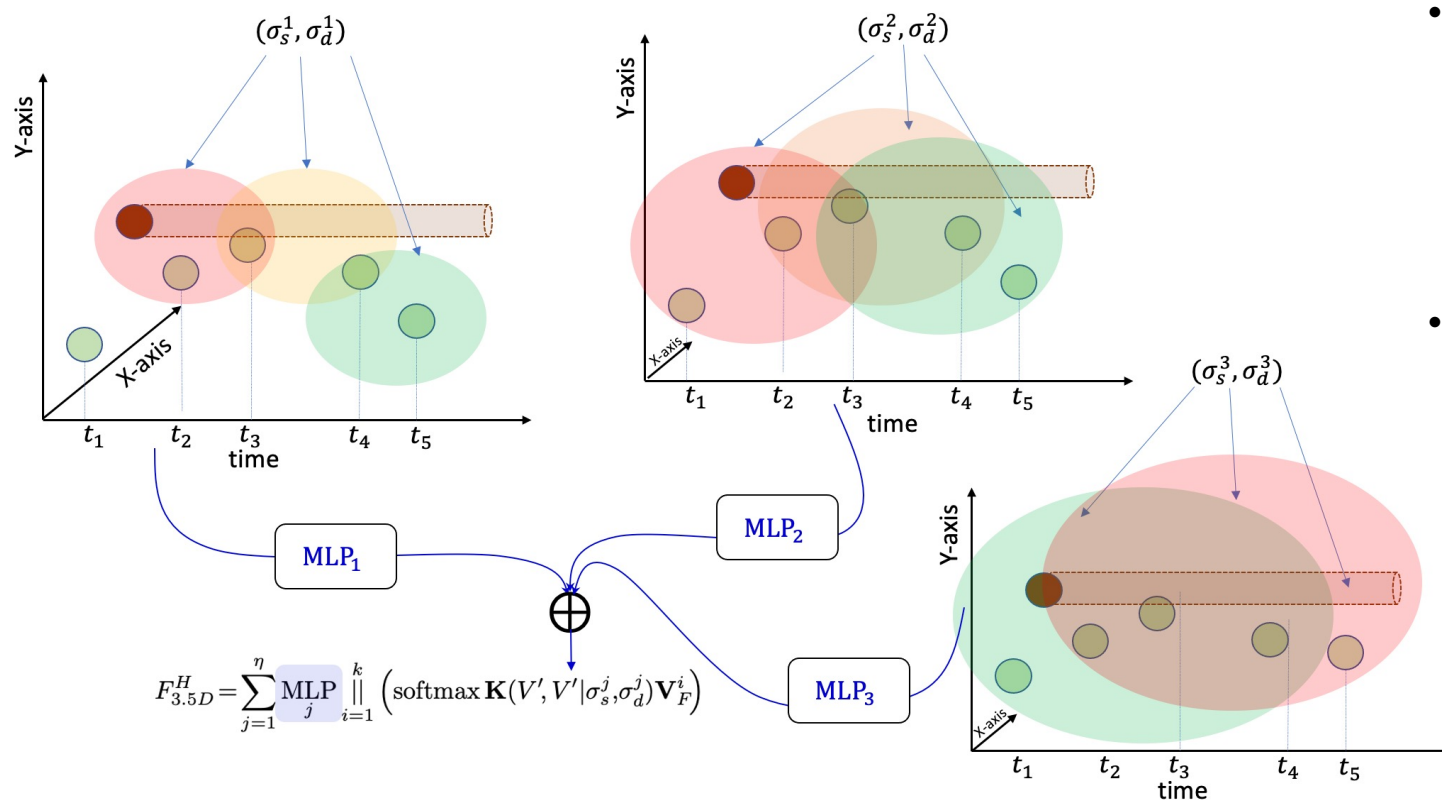 •
(σ_s^1, σ_d^1)
Y-axis
X-axis
t_1 t_2 t_3 t_4 t_5
time
(σ_s^2, σ_d^2)
Y-axis
X-axis
t_1 t_2 t_3 t_4 t_5
time
•
(σ_s^3, σ_d^3)
Y-axis
X-axis
t_1 t_2 t_3 t_4 t_5
time
MLP_1
MLP_2
MLP_3
⊕
F_{3.5D}^H = \sum_{j=1}^{η} MLP_j ||_{i=1}^{k} (softmax K(V′, V′|σ_s^j, σ_d^j)V_F^i)